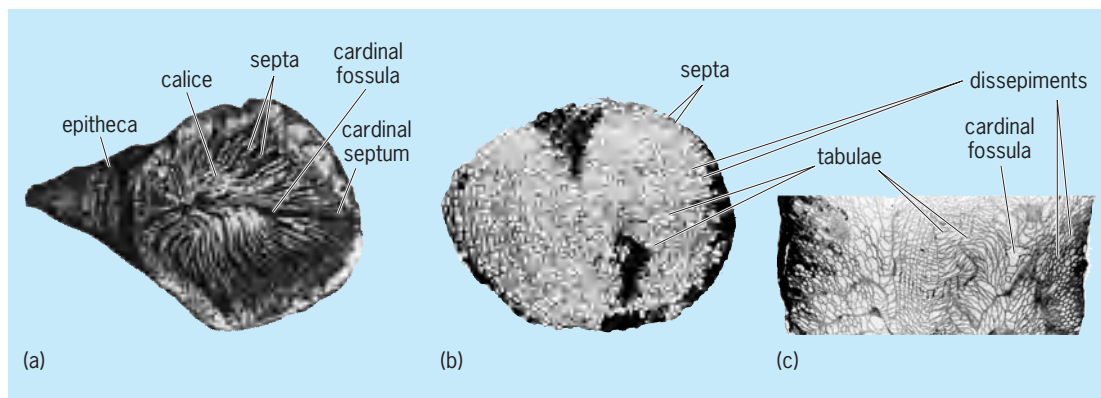 epitheca
calice
septa
cardinal
fossula
cardinal
septum
(a)
septa
tabulae
(b)
dissepiments
cardinal
fossula
(c)